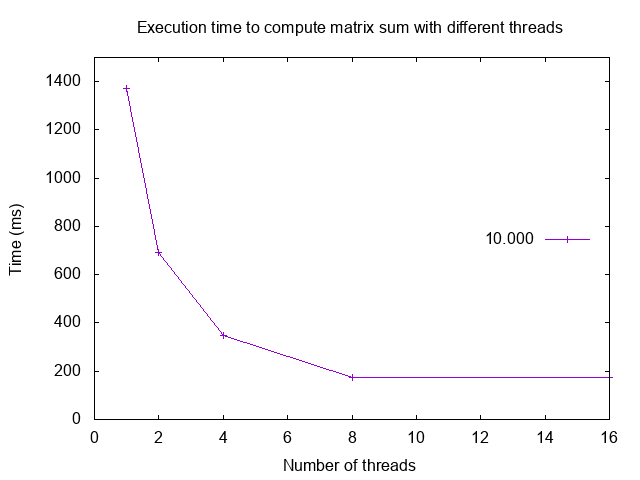 Execution time to compute matrix sum with different threads
1400
1200
1000
800
600
400
200
0
Time (ms)
10.000
0 2 4 6 8 10 12 14 16
Number of threads